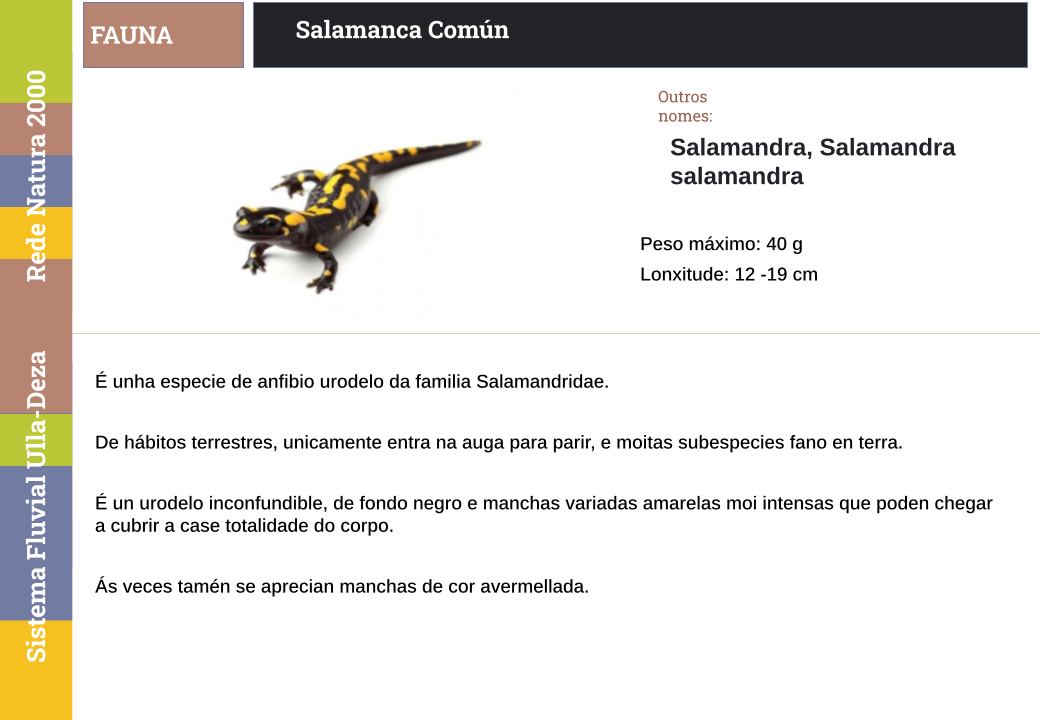 FAUNA
Salamanca Común
Rede Natura 2000
Sistema Fluvial Ulla-Deza
Outros
nomes:
Salamandra, Salamandra
salamandra
Peso máximo: 40 g
Lonxitude: 12 -19 cm
É unha especie de anfibio urodelo da familia Salamandridae.
De hábitos terrestres, unicamente entra na auga para parir, e moitas subespecies fano en terra.
É un urodelo inconfundible, de fondo negro e manchas variadas amarelas moi intensas que poden chegar
a cubrir a case totalidade do corpo.
Ás veces tamén se aprecian manchas de cor avermellada.